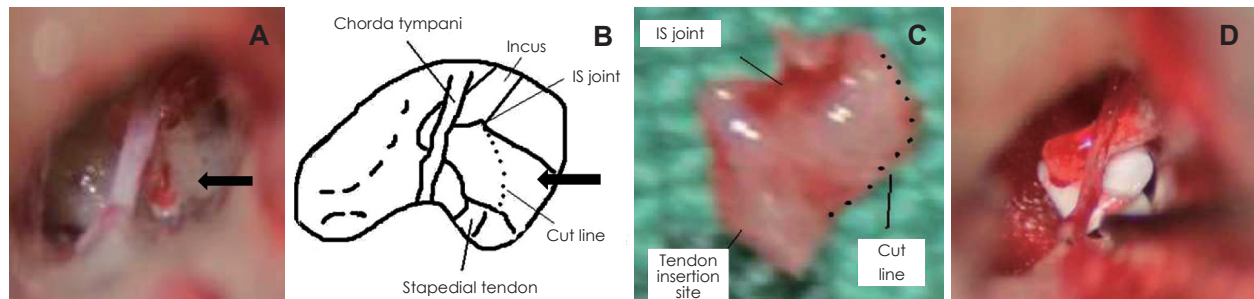 A
B
Chorda tympani
Incus
IS joint
Cut line
Stapedial tendon
C
IS joint
Tendon
insertion
site
Cut
line
D